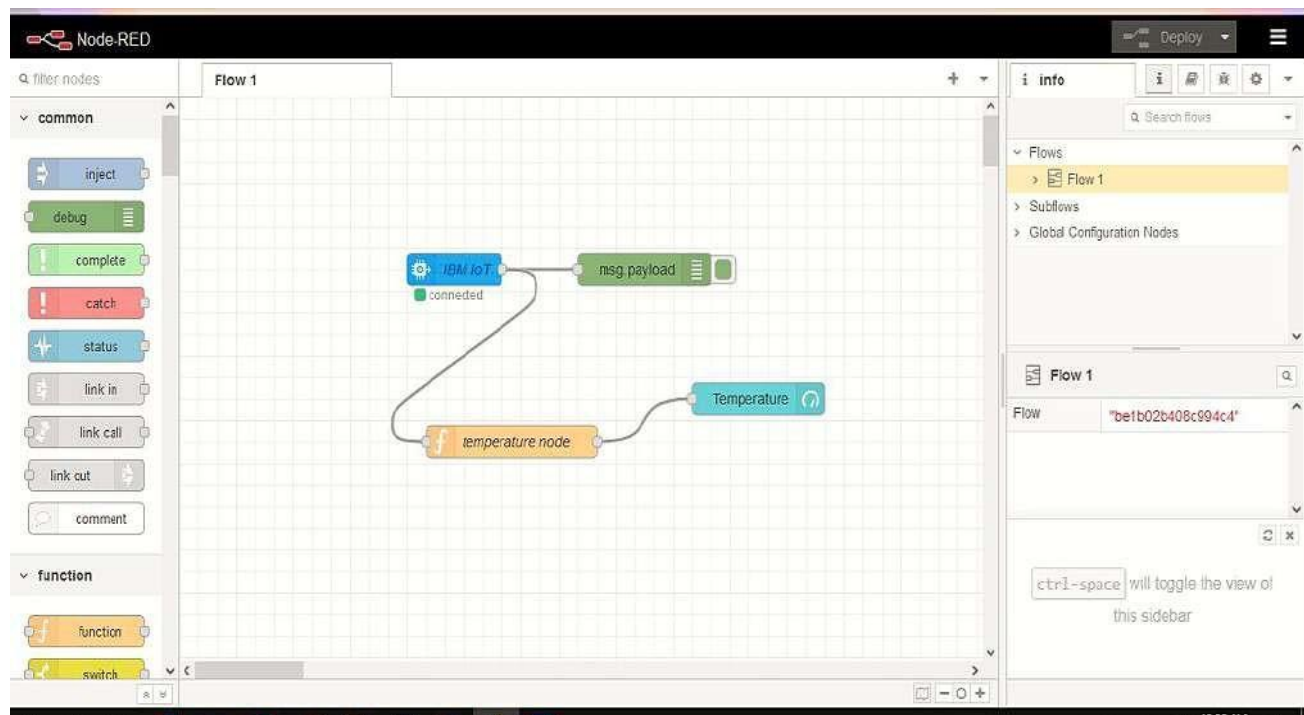 Node-RED
Deploy
filter nodes
Flow 1
i info
common
Search flows
inject
Flows
Flow 1
debug
Subflows
Global Configuration Nodes
complete
IBM IoT
msg.payload
connected
catch
status
link in
Flow 1
Temperature
Flow
"be1b02b408c994c4"
link call
temperature node
link out
comment
function
ctrl-space will toggle the view of
this sidebar
function
switch